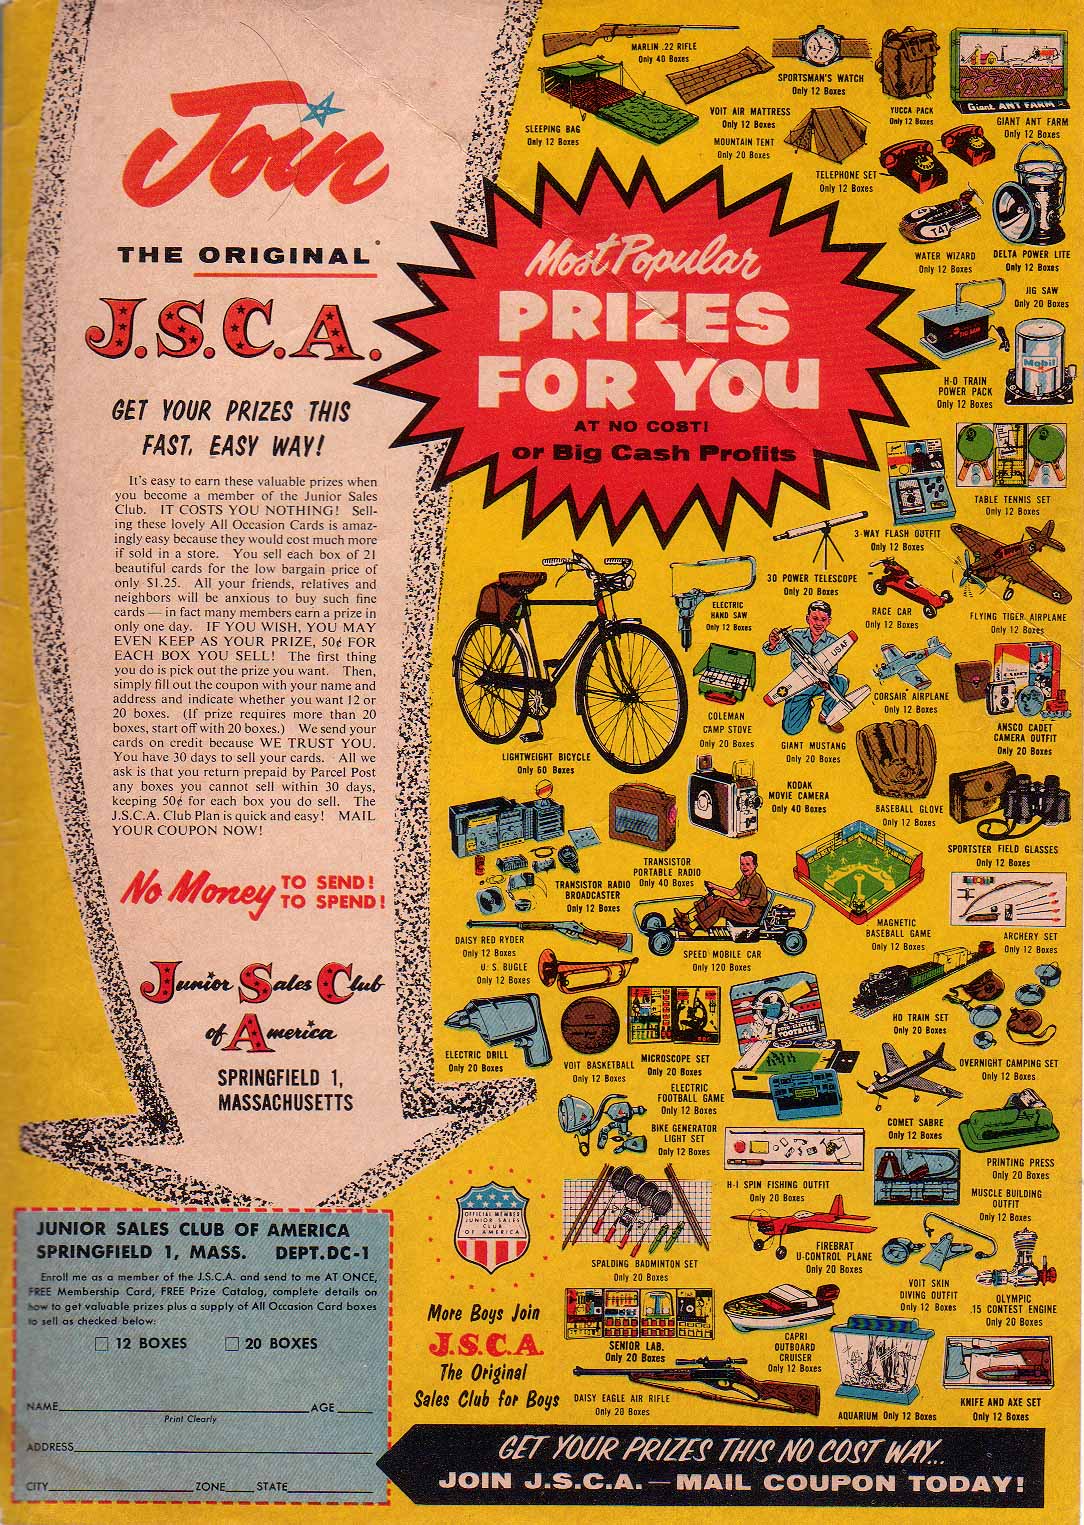 Join
THE ORIGINAL
J.S.C.A.
GET YOUR PRIZES THIS
FAST, EASY WAY!
It's easy to earn these valuable prizes when
you become a member of the Junior Sales
Club. IT COSTS YOU NOTHING! Sell-
ing these lovely All Occasion Cards is amaz-
ingly easy because they would cost much more
if sold in a store. You sell each box of 21
beautiful cards for the low bargain price of
only $1.25. All your friends, relatives and
neighbors will be anxious to buy such fine
cards — in fact many members earn a prize in
only one day. IF YOU WISH, YOU MAY
EVEN KEEP AS YOUR PRIZE, 50¢ FOR
EACH BOX YOU SELL! The first thing
you do is pick out the prize you want. Then,
simply fill out the coupon with your name and
address and indicate whether you want 12 or
20 boxes. (If prize requires more than 20
boxes, start off with 20 boxes.) We send your
cards on credit because WE TRUST YOU.
You have 30 days to sell your cards. All we
ask is that you return prepaid by Parcel Post
any boxes you cannot sell within 30 days,
keeping 50¢ for each box you do sell. The
J.S.C.A. Club Plan is quick and easy! MAIL
YOUR COUPON NOW!
No Money TO SEND!
TO SPEND!
Junior Sales Club
of America
SPRINGFIELD 1,
MASSACHUSETTS
JUNIOR SALES CLUB OF AMERICA
SPRINGFIELD 1, MASS. DEPT.DC-1
Enroll me as a member of the J.S.C.A. and send to me AT ONCE,
FREE Membership Card, FREE Prize Catalog, complete details on
how to get valuable prizes plus a supply of All Occasion Card boxes
to sell as checked below:
12 BOXES 20 BOXES
NAME AGE
Print Clearly
ADDRESS
CITY ZONE STATE
Most Popular
PRIZES
FOR YOU
AT NO COST!
or Big Cash Profits
MARLIN .22 RIFLE
Only 40 Boxes
SLEEPING BAG
Only 12 Boxes
VOIT AIR MATTRESS
Only 12 Boxes
SPORTSMAN'S WATCH
Only 12 Boxes
MOUNTAIN TENT
Only 20 Boxes
YUCCA PACK
Only 12 Boxes
Giant ANT FARM
GIANT ANT FARM
Only 12 Boxes
TELEPHONE SET
Only 12 Boxes
T41
WATER WIZARD
Only 12 Boxes
DELTA POWER LITE
Only 12 Boxes
JIG SAW
Only 20 Boxes
Mobil
H-O TRAIN
POWER PACK
Only 12 Boxes
TABLE TENNIS SET
Only 12 Boxes
3-WAY FLASH OUTFIT
Only 12 Boxes
30 POWER TELESCOPE
Only 20 Boxes
ELECTRIC
HAND SAW
Only 12 Boxes
RACE CAR
Only 12 Boxes
FLYING TIGER AIRPLANE
Only 12 Boxes
USAF
CORSAIR AIRPLANE
Only 12 Boxes
COLEMAN
CAMP STOVE
Only 20 Boxes
GIANT MUSTANG
Only 20 Boxes
ANSCO CADET
CAMERA OUTFIT
Only 20 Boxes
LIGHTWEIGHT BICYCLE
Only 60 Boxes
KODAK
MOVIE CAMERA
Only 40 Boxes
BASEBALL GLOVE
Only 12 Boxes
SPORTSTER FIELD GLASSES
Only 12 Boxes
TRANSISTOR
PORTABLE RADIO
Only 40 Boxes
TRANSISTOR RADIO
BROADCASTER
Only 12 Boxes
MAGNETIC
BASEBALL GAME
Only 12 Boxes
ARCHERY SET
Only 12 Boxes
DAISY RED RYDER
Only 12 Boxes
SPEED MOBILE CAR
Only 120 Boxes
U. S. BUGLE
Only 12 Boxes
HO TRAIN SET
Only 20 Boxes
ELECTRIC DRILL
Only 20 Boxes
VOIT BASKETBALL
Only 12 Boxes
MICROSCOPE SET
Only 20 Boxes
FOOTBALL
OVERNIGHT CAMPING SET
Only 12 Boxes
ELECTRIC
FOOTBALL GAME
Only 12 Boxes
BIKE GENERATOR
LIGHT SET
Only 12 Boxes
COMET SABRE
Only 12 Boxes
PRINTING PRESS
Only 20 Boxes
H-I SPIN FISHING OUTFIT
Only 20 Boxes
MUSCLE BUILDING
OUTFIT
Only 12 Boxes
OFFICIAL MEMBER
JUNIOR SALES
CLUB
OF AMERICA
SPALDING BADMINTON SET
Only 20 Boxes
FIREBRAT
U-CONTROL PLANE
Only 20 Boxes
VOIT SKIN
DIVING OUTFIT
Only 12 Boxes
OLYMPIC
.15 CONTEST ENGINE
Only 20 Boxes
More Boys Join
J.S.C.A.
The Original
Sales Club for Boys
SENIOR LAB.
Only 20 Boxes
CAPRI
OUTBOARD
CRUISER
Only 12 Boxes
DAISY EAGLE AIR RIFLE
Only 20 Boxes
AQUARIUM Only 12 Boxes
KNIFE AND AXE SET
Only 12 Boxes
GET YOUR PRIZES THIS NO COST WAY...
JOIN J.S.C.A. — MAIL COUPON TODAY!